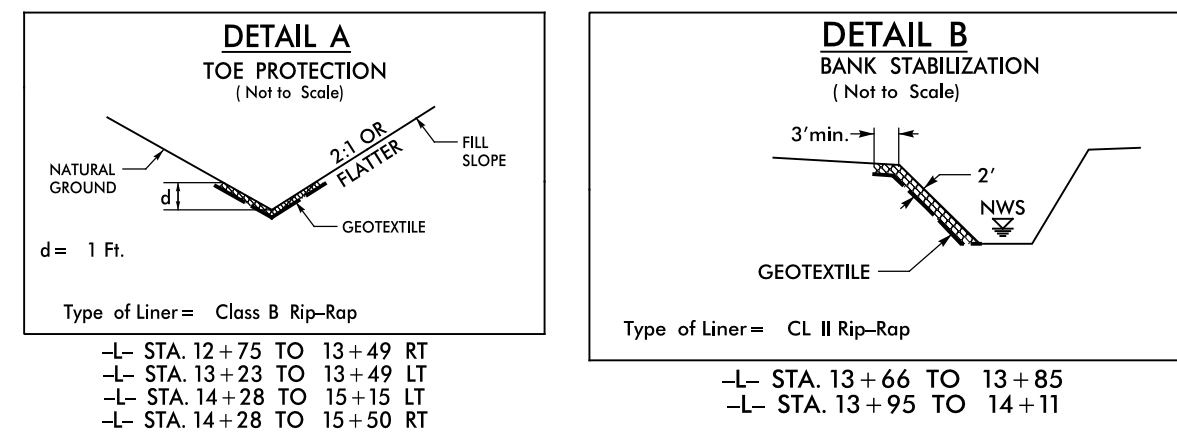 DETAIL A
TOE PROTECTION
( Not to Scale)
2:1 OR
FLATTER
FILL
SLOPE
NATURAL
GROUND
d
GEOTEXTILE
d= 1 Ft.
Type of Liner= Class B Rip-Rap
-L- STA. 12+75 TO 13+49 RT
-L- STA. 13+23 TO 13+49 LT
-L- STA. 14+28 TO 15+15 LT
-L- STA. 14+28 TO 15+50 RT
DETAIL B
BANK STABILIZATION
( Not to Scale)
3'min.
2'
NWS
GEOTEXTILE
Type of Liner= CL II Rip-Rap
-L- STA. 13+66 TO 13+85
-L- STA. 13+95 TO 14+11